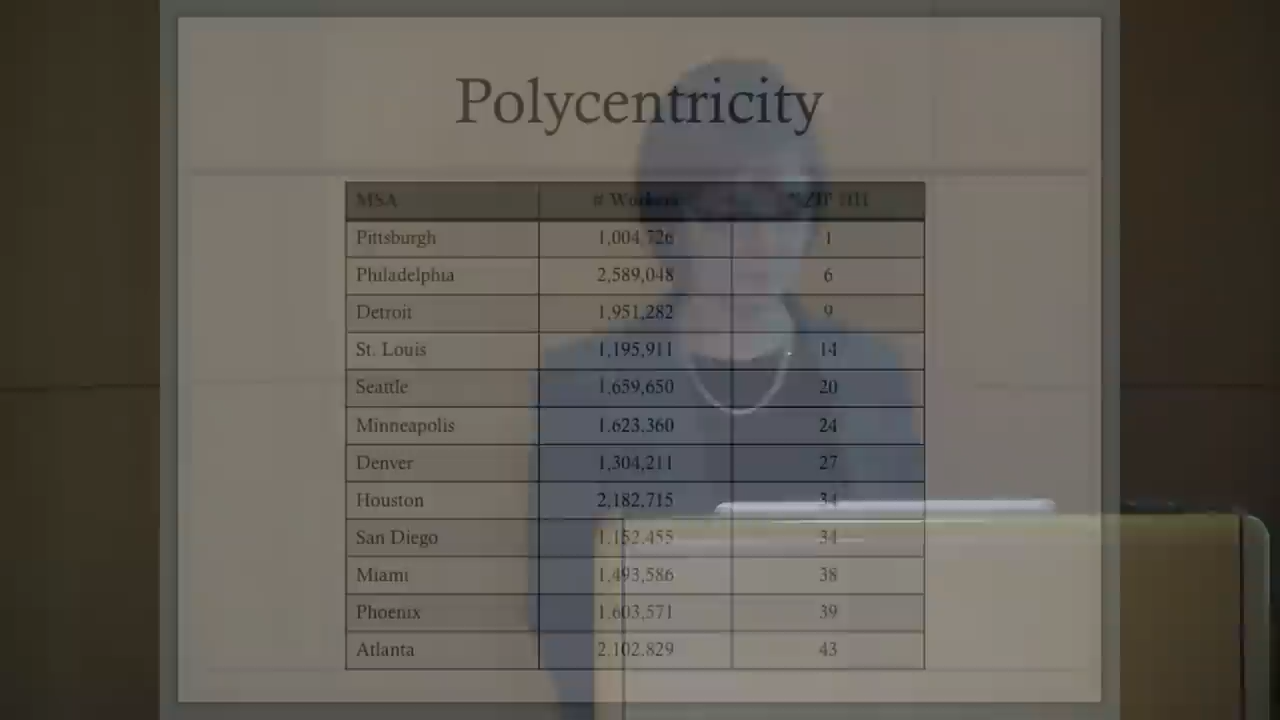 Polycentricity
MSA # Workers
Pittsburgh 1,004,726 1
Philadelphia 2,589,048 6
Detroit 1,951,282 9
St. Louis 1,195,911 14
Seattle 1,659,650 20
Minneapolis 1.623.360 24
Denver 1,304,211 27
Houston 2,182,715 34
San Diego 1.152.455 34
Miami 1,493,586 38
Phoenix 1.603,571 39
Atlanta 2.102.829 43